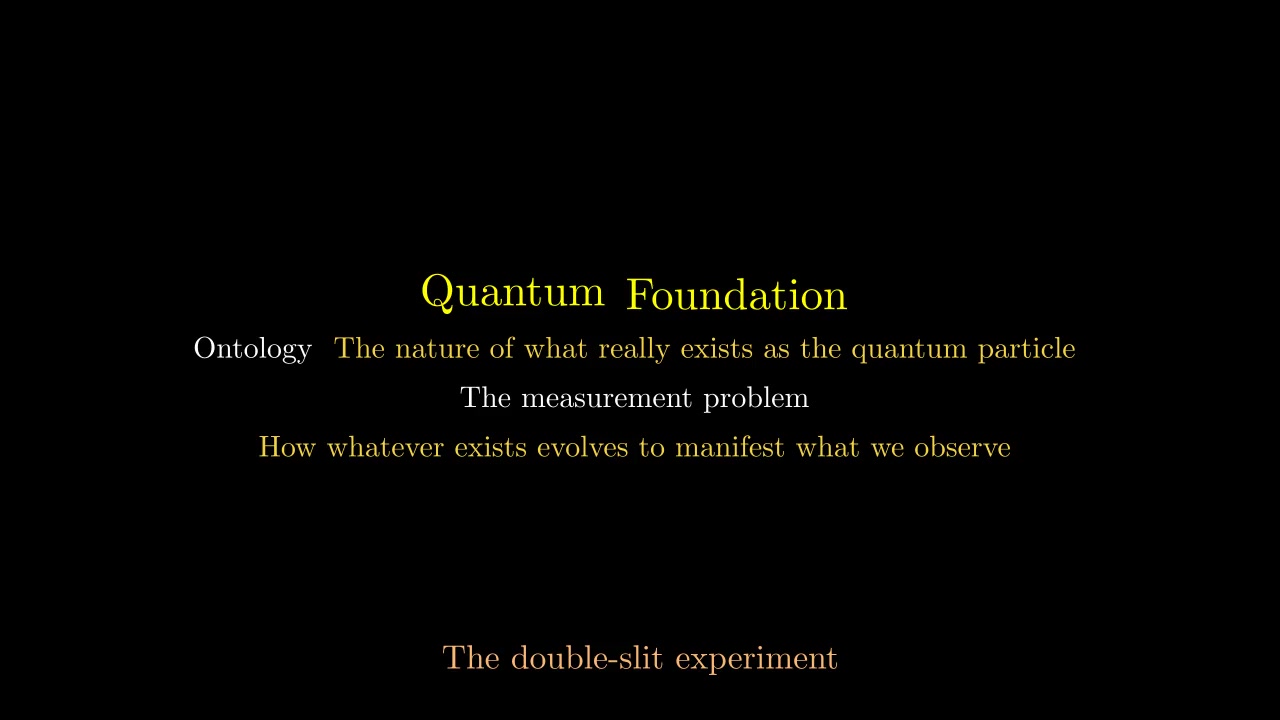 Quantum Foundation
Ontology The nature of what really exists as the quantum particle
The measurement problem
How whatever exists evolves to manifest what we observe
The double-slit experiment